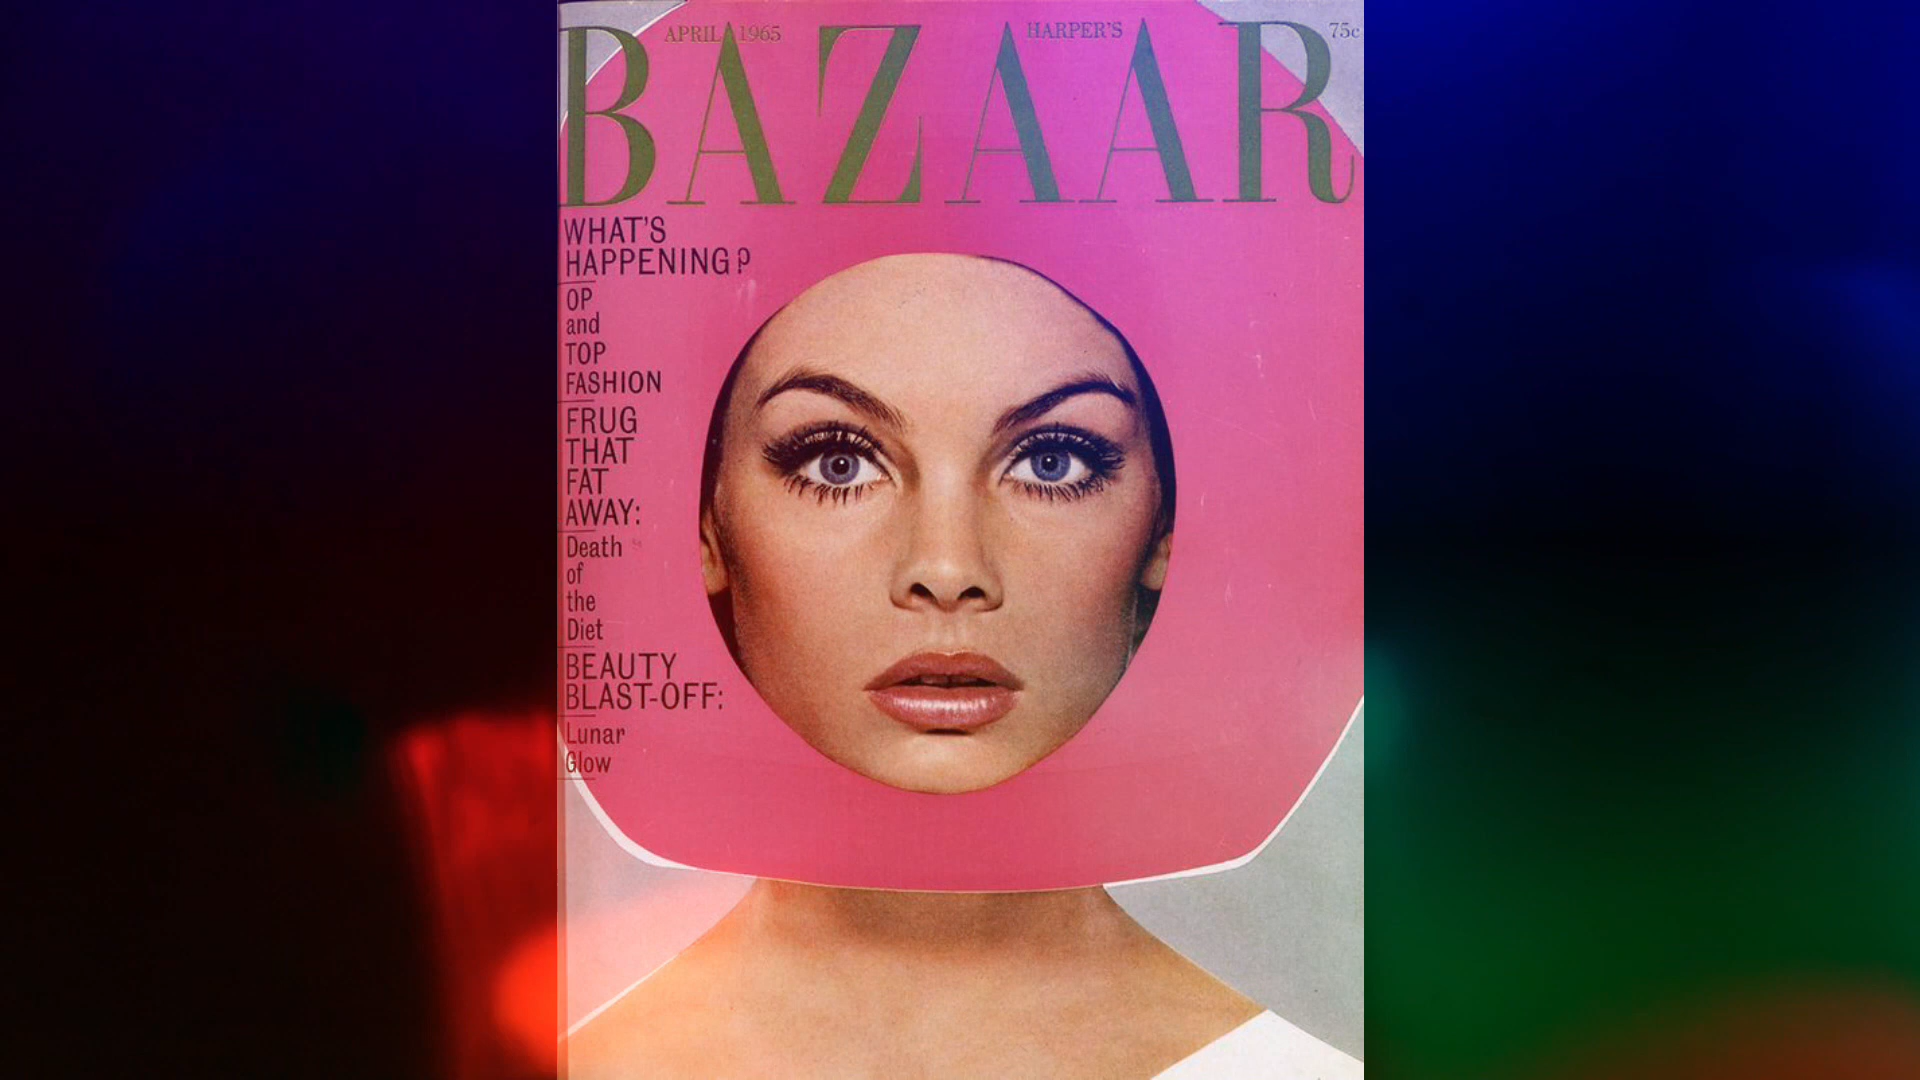 APRIL 1965 HARPER'S 75c
BAZAAR
WHAT'S
HAPPENING?
OP
and
TOP
FASHION
FRUG
THAT
FAT
AWAY:
Death
of
the
Diet
BEAUTY
BLAST-OFF:
Lunar
Glow